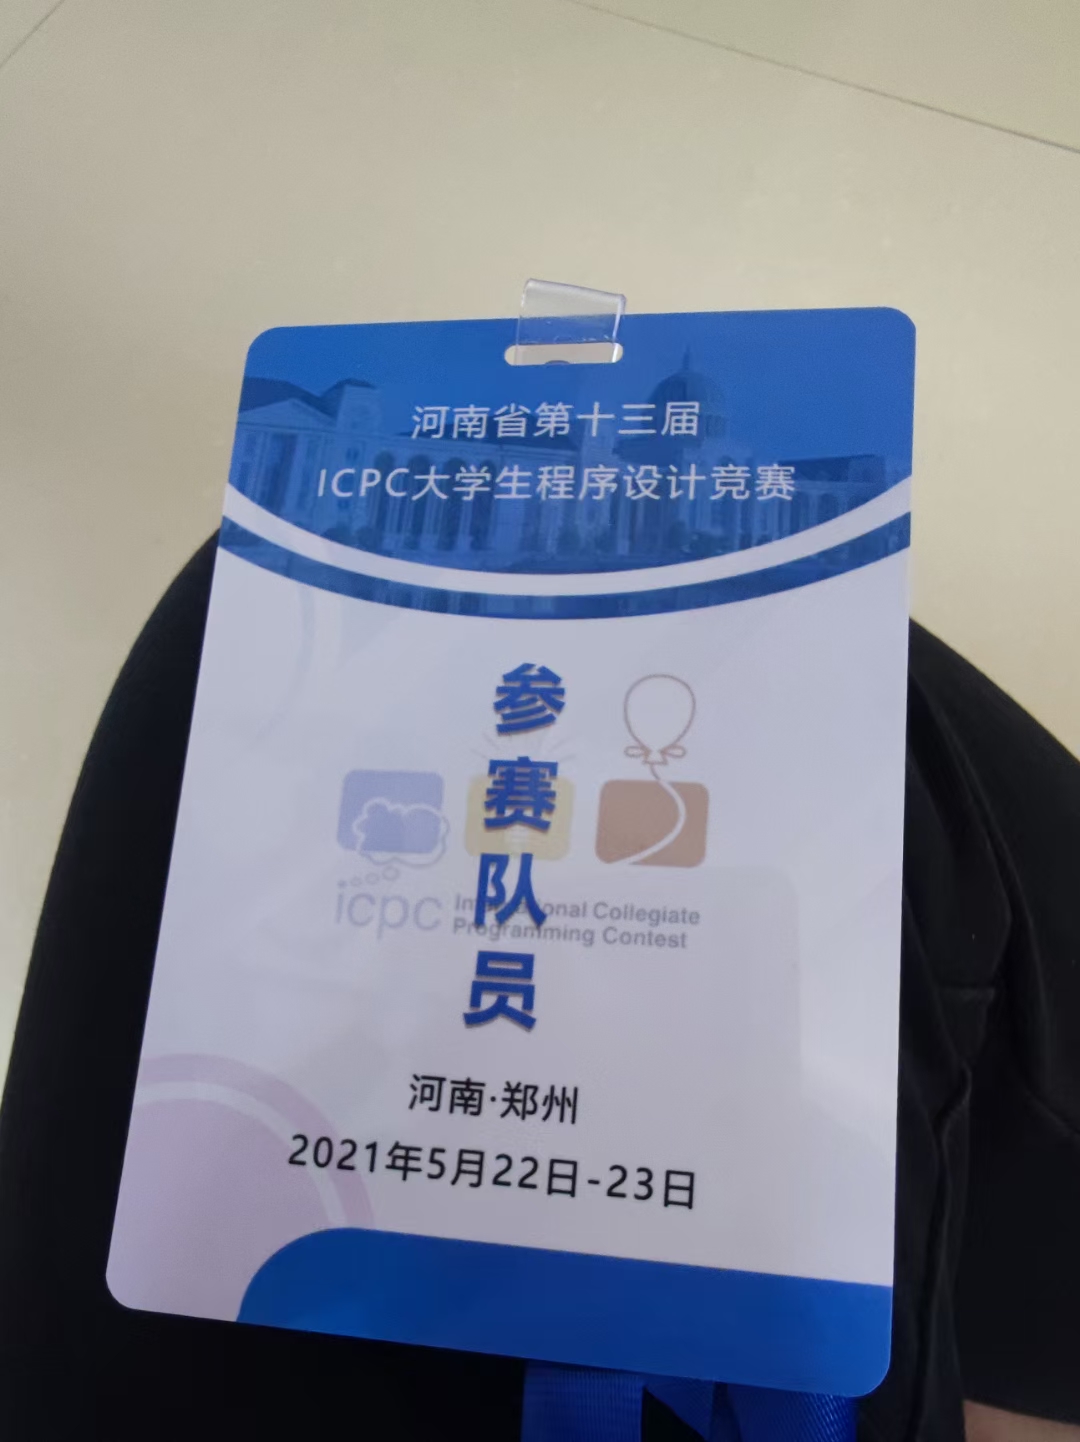 河南省第十三届
ICPC大学生程序设计竞赛
参赛队员
icpc International Collegiate
Programming Contest
河南·郑州
2021年5月22日-23日